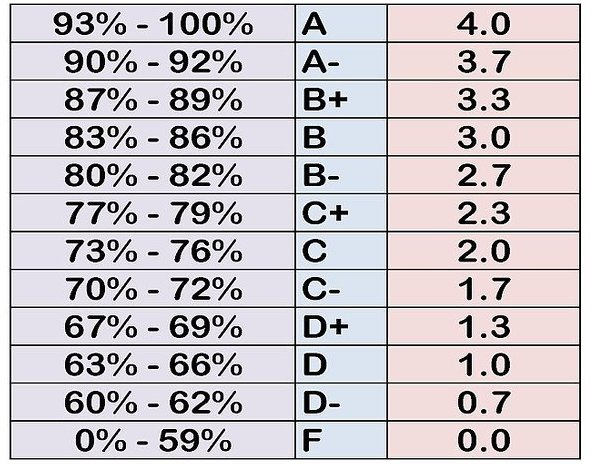 93% - 100% A 4.0
90% - 92% A- 3.7
87% - 89% B+ 3.3
83% - 86% B 3.0
80% - 82% B- 2.7
77% - 79% C+ 2.3
73% - 76% C 2.0
70% - 72% C- 1.7
67% - 69% D+ 1.3
63% - 66% D 1.0
60% - 62% D- 0.7
0% - 59% F 0.0